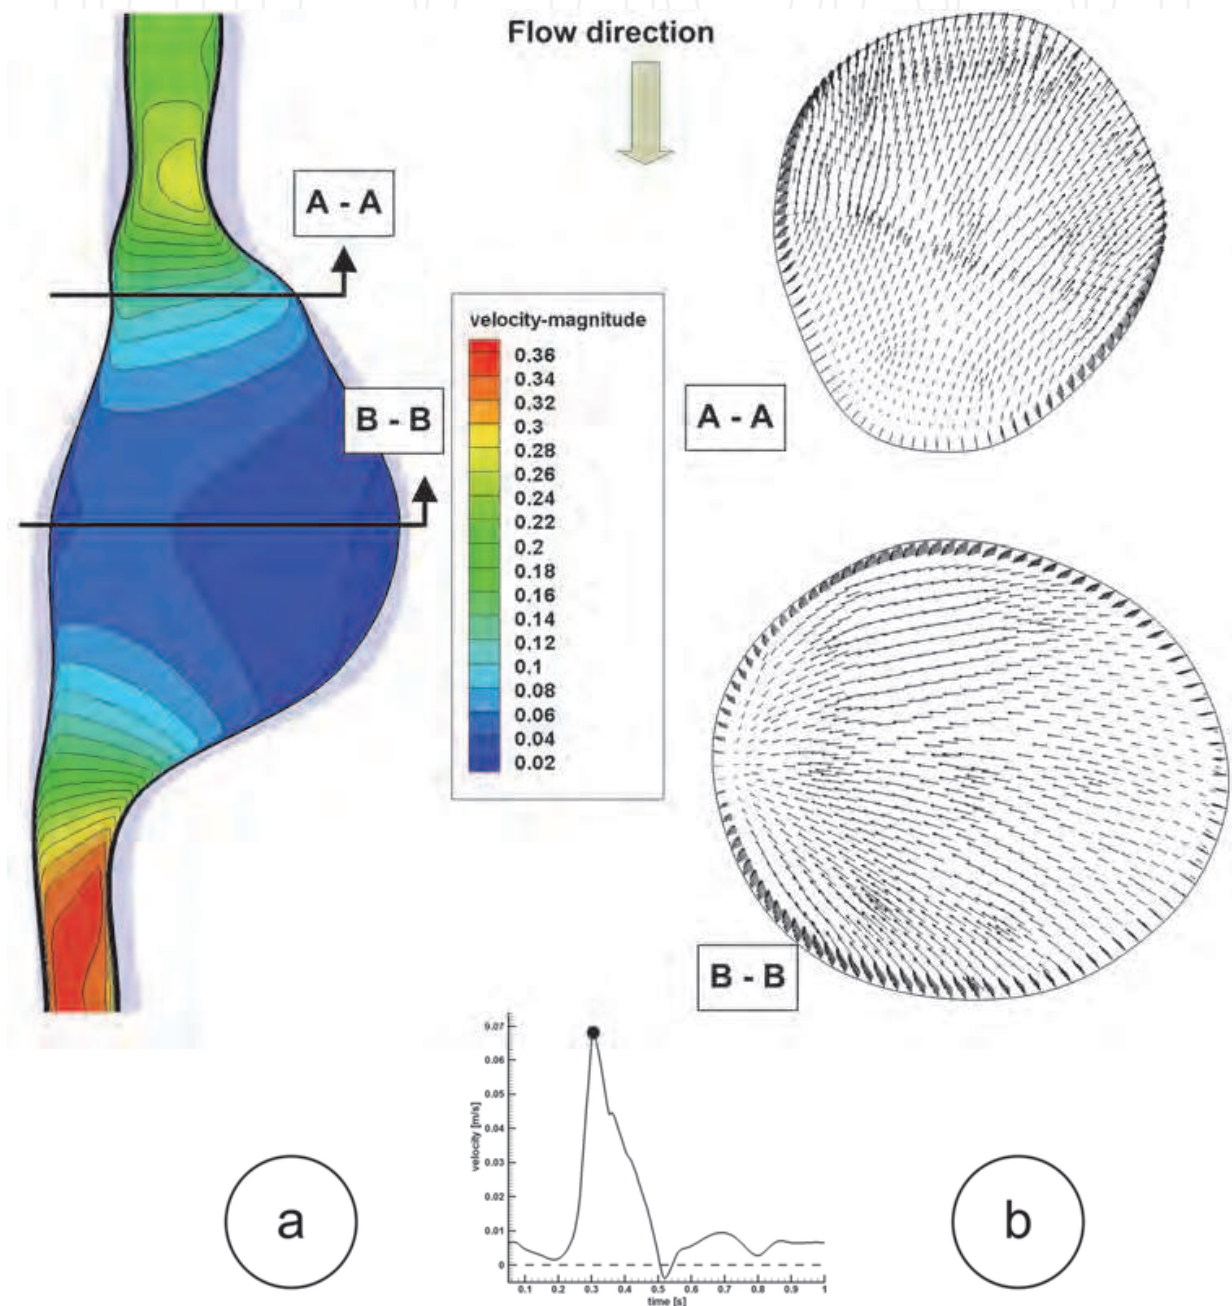 Flow direction
A - A
B - B
velocity-magnitude
0.36
0.34
0.32
0.3
0.28
0.26
0.24
0.22
0.2
0.18
0.16
0.14
0.12
0.1
0.08
0.06
0.04
0.02
A - A
B - B
0.07
0.06
0.05
0.04
0.03
0.02
0.01
0
velocity [m/s]
0.1 0.2 0.3 0.4 0.5 0.6 0.7 0.8 0.9 1
time [s]
a
b